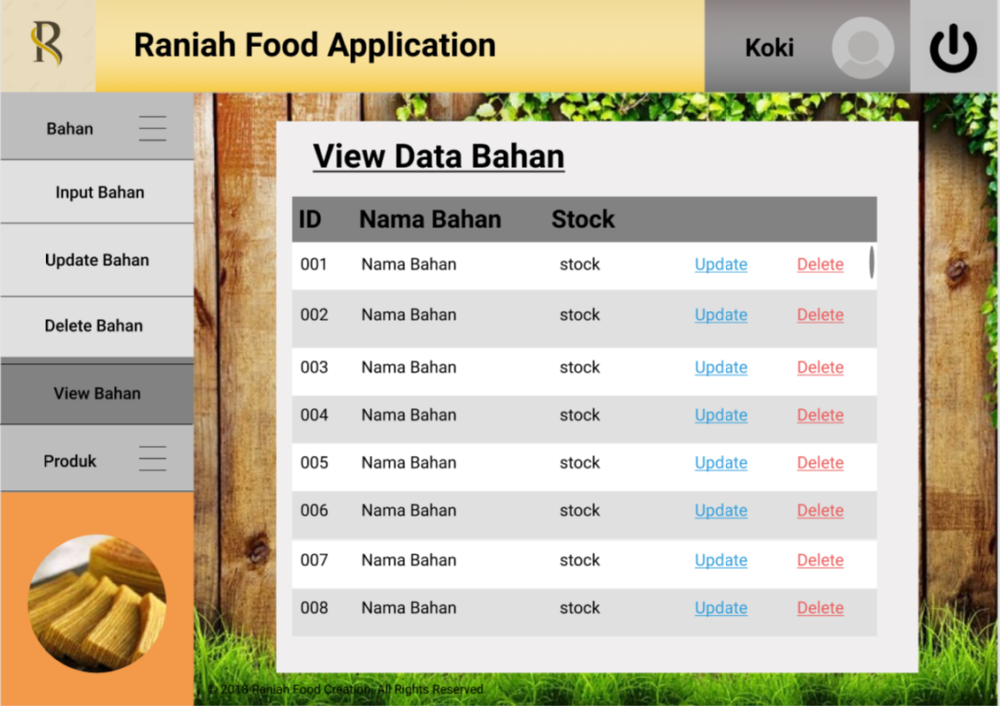 R
Raniah Food Application
Koki
Bahan
Input Bahan
Update Bahan
Delete Bahan
View Bahan
Produk
View Data Bahan
ID Nama Bahan Stock
001 Nama Bahan stock Update Delete
002 Nama Bahan stock Update Delete
003 Nama Bahan stock Update Delete
004 Nama Bahan stock Update Delete
005 Nama Bahan stock Update Delete
006 Nama Bahan stock Update Delete
007 Nama Bahan stock Update Delete
008 Nama Bahan stock Update Delete
© 2018 Raniah Food Creation, All Rights Reserved.